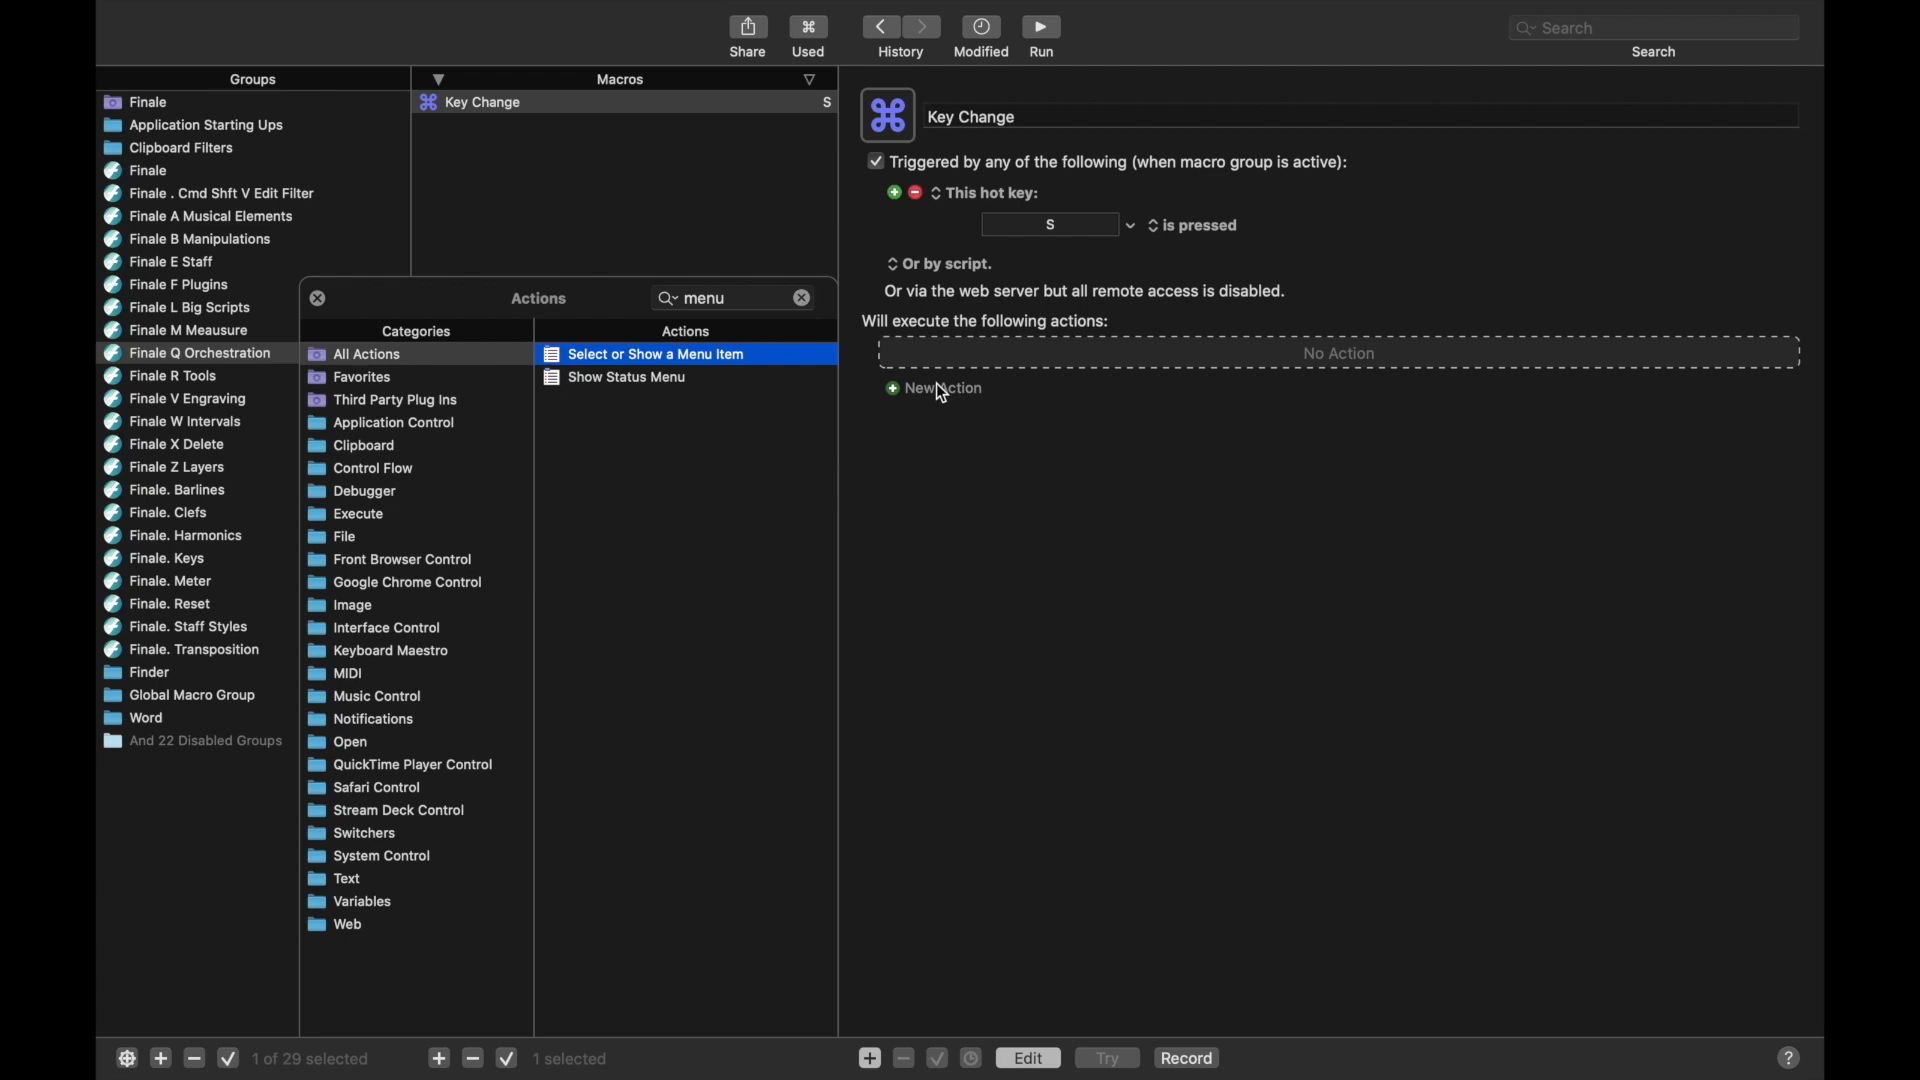 Share
Used
History
Modified
Run
Search
Search
Groups
Macros
Finale
Application Starting Ups
Clipboard Filters
Finale
Finale . Cmd Shft V Edit Filter
Finale A Musical Elements
Finale B Manipulations
Finale E Staff
Finale F Plugins
Finale L Big Scripts
Finale M Meausure
Finale Q Orchestration
Finale R Tools
Finale V Engraving
Finale W Intervals
Finale X Delete
Finale Z Layers
Finale. Barlines
Finale. Clefs
Finale. Harmonics
Finale. Keys
Finale. Meter
Finale. Reset
Finale. Staff Styles
Finale. Transposition
Finder
Global Macro Group
Word
And 22 Disabled Groups
Key Change S
Actions
menu
Categories
Actions
All Actions
Favorites
Third Party Plug Ins
Application Control
Clipboard
Control Flow
Debugger
Execute
File
Front Browser Control
Google Chrome Control
Image
Interface Control
Keyboard Maestro
MIDI
Music Control
Notifications
Open
QuickTime Player Control
Safari Control
Stream Deck Control
Switchers
System Control
Text
Variables
Web
Select or Show a Menu Item
Show Status Menu
Key Change
Triggered by any of the following (when macro group is active):
This hot key:
S is pressed
Or by script.
Or via the web server but all remote access is disabled.
Will execute the following actions:
No Action
New Action
1 of 29 selected
1 selected
Edit
Try
Record
?